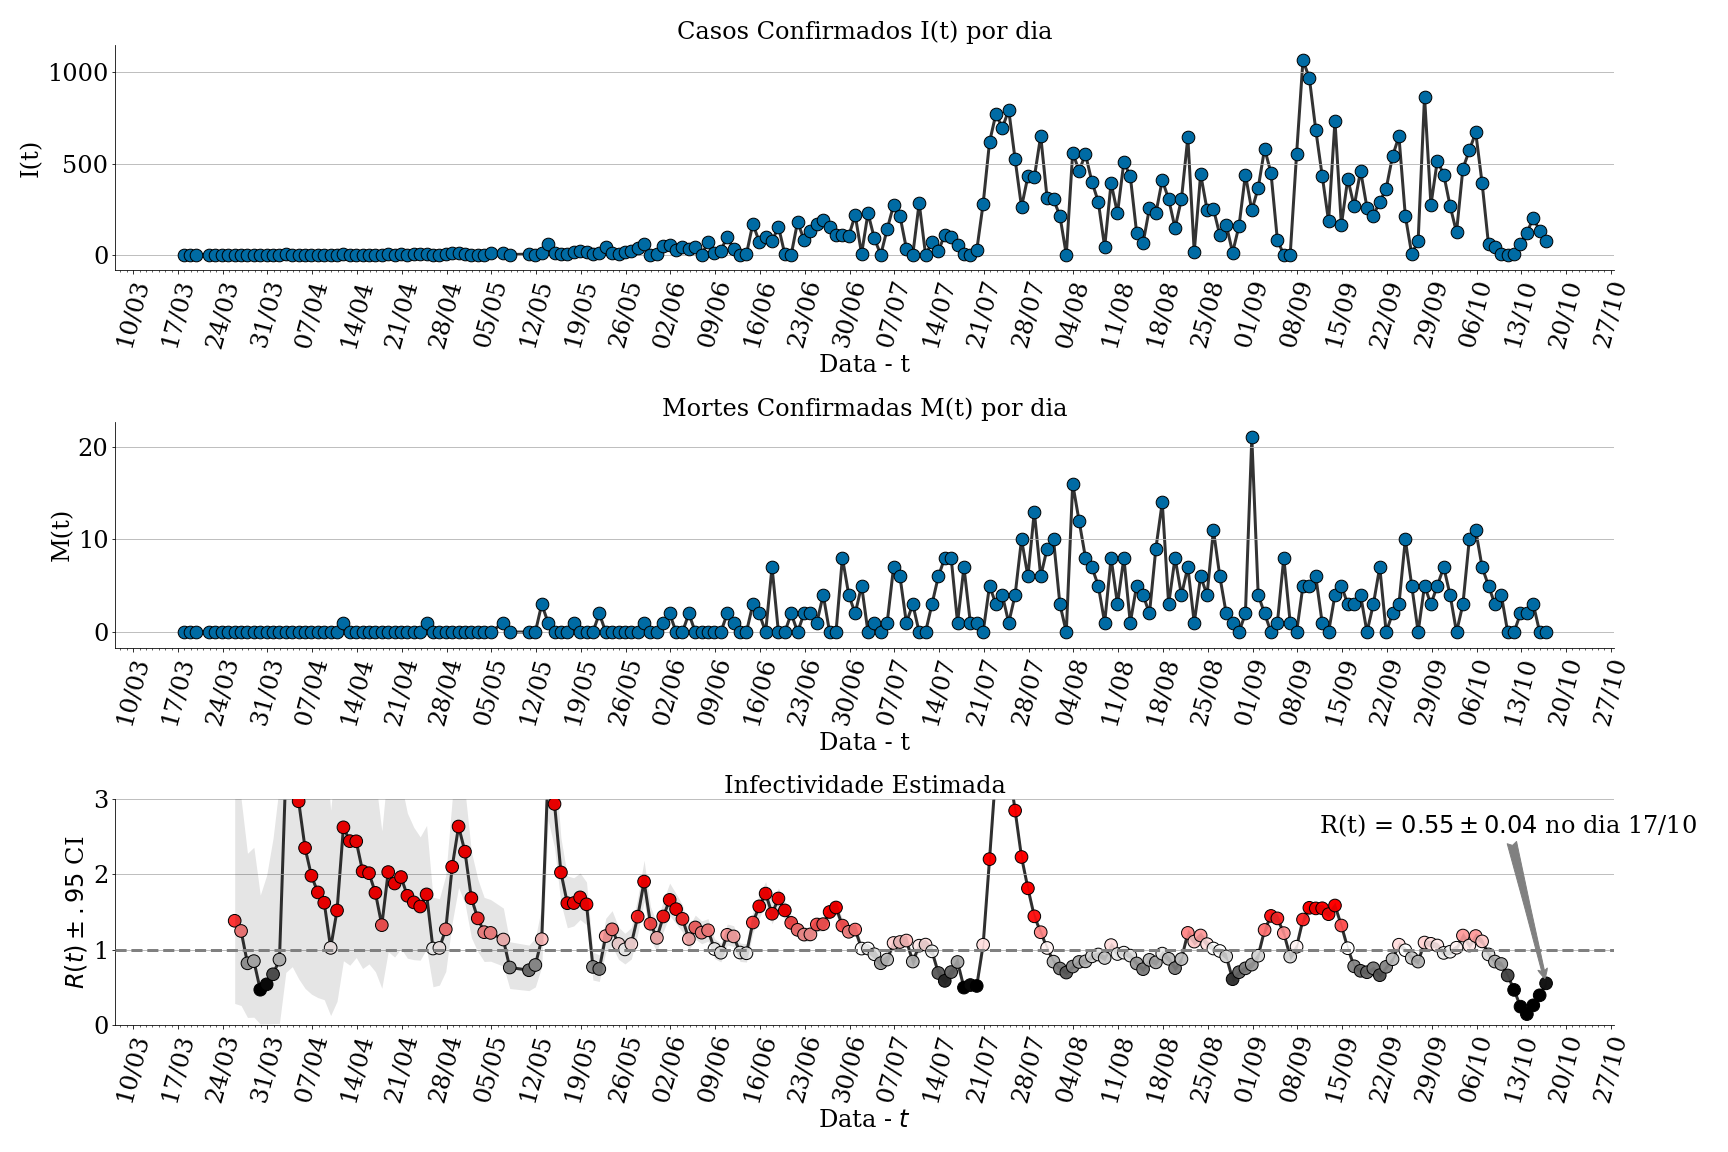 Casos Confirmados I(t) por dia
I(t)
1000
500
0
10/03 17/03 24/03 31/03 07/04 14/04 21/04 28/04 05/05 12/05 19/05 26/05 02/06 09/06 16/06 23/06 30/06 07/07 14/07 21/07 28/07 04/08 11/08 18/08 25/08 01/09 08/09 15/09 22/09 29/09 06/10 13/10 20/10 27/10
Data - t
Mortes Confirmadas M(t) por dia
M(t)
20
10
0
10/03 17/03 24/03 31/03 07/04 14/04 21/04 28/04 05/05 12/05 19/05 26/05 02/06 09/06 16/06 23/06 30/06 07/07 14/07 21/07 28/07 04/08 11/08 18/08 25/08 01/09 08/09 15/09 22/09 29/09 06/10 13/10 20/10 27/10
Data - t
Infectividade Estimada
R(t) ± .95 CI
3
2
1
0
R(t) = 0.55 ± 0.04 no dia 17/10
10/03 17/03 24/03 31/03 07/04 14/04 21/04 28/04 05/05 12/05 19/05 26/05 02/06 09/06 16/06 23/06 30/06 07/07 14/07 21/07 28/07 04/08 11/08 18/08 25/08 01/09 08/09 15/09 22/09 29/09 06/10 13/10 20/10 27/10
Data - t